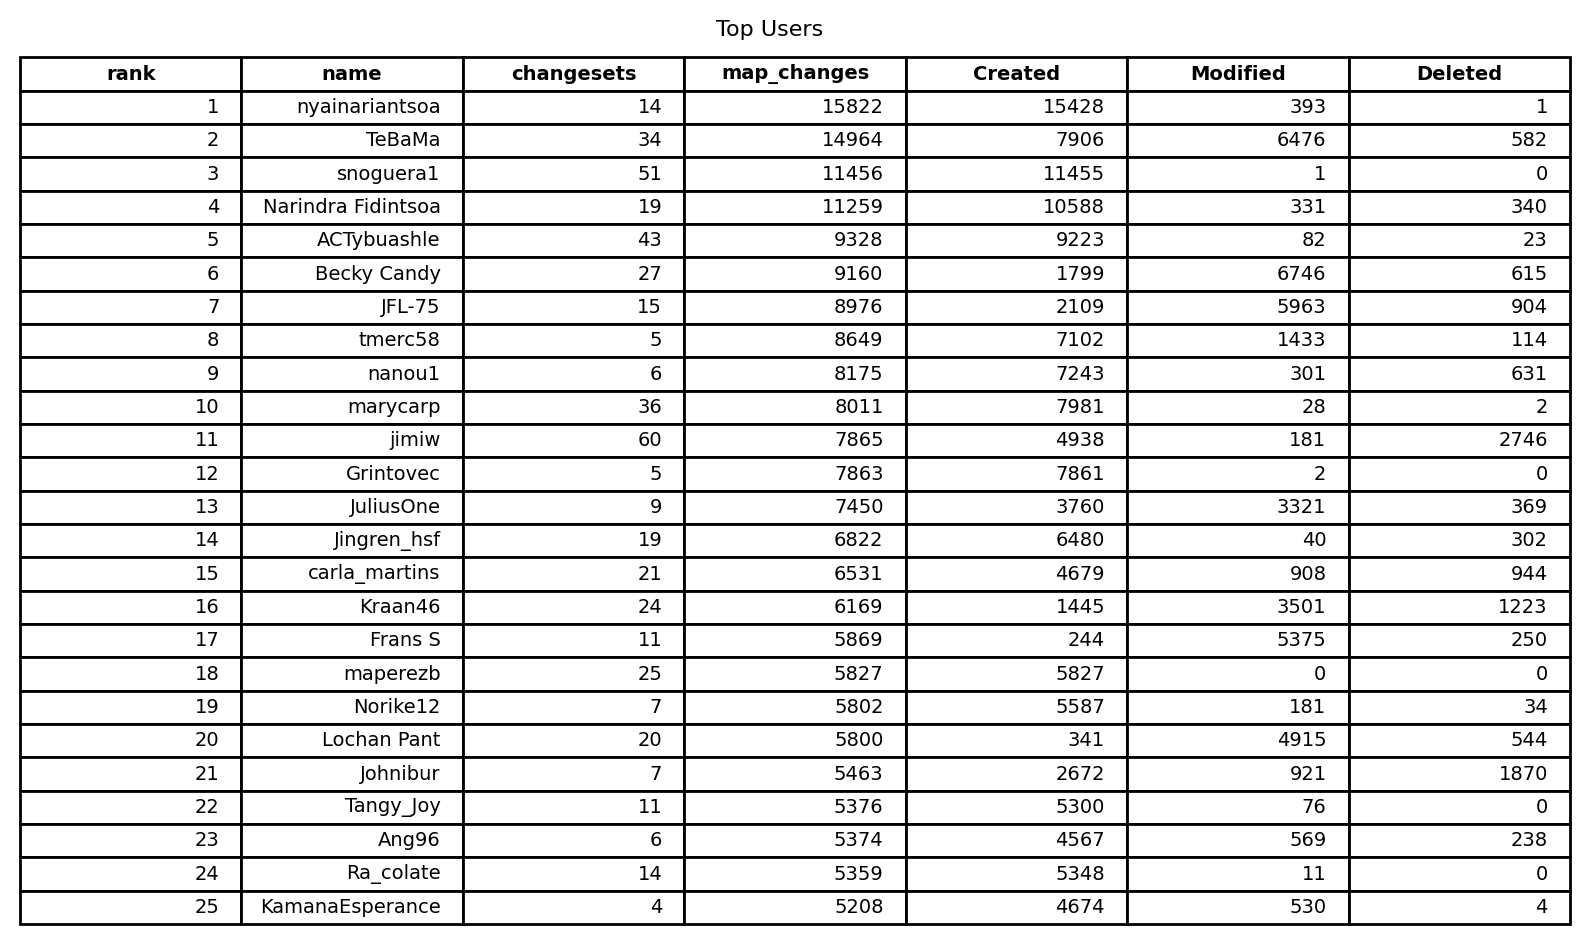 Top Users
rank name changesets map_changes Created Modified Deleted
1 nyainariantsoa 14 15822 15428 393 1
2 TeBaMa 34 14964 7906 6476 582
3 snoguera1 51 11456 11455 1 0
4 Narindra Fidintsoa 19 11259 10588 331 340
5 ACTybuashle 43 9328 9223 82 23
6 Becky Candy 27 9160 1799 6746 615
7 JFL-75 15 8976 2109 5963 904
8 tmerc58 5 8649 7102 1433 114
9 nanou1 6 8175 7243 301 631
10 marycarp 36 8011 7981 28 2
11 jimiw 60 7865 4938 181 2746
12 Grintovec 5 7863 7861 2 0
13 JuliusOne 9 7450 3760 3321 369
14 Jingren_hsf 19 6822 6480 40 302
15 carla_martins 21 6531 4679 908 944
16 Kraan46 24 6169 1445 3501 1223
17 Frans S 11 5869 244 5375 250
18 maperezb 25 5827 5827 0 0
19 Norike12 7 5802 5587 181 34
20 Lochan Pant 20 5800 341 4915 544
21 Johnibur 7 5463 2672 921 1870
22 Tangy_Joy 11 5376 5300 76 0
23 Ang96 6 5374 4567 569 238
24 Ra_colate 14 5359 5348 11 0
25 KamanaEsperance 4 5208 4674 530 4